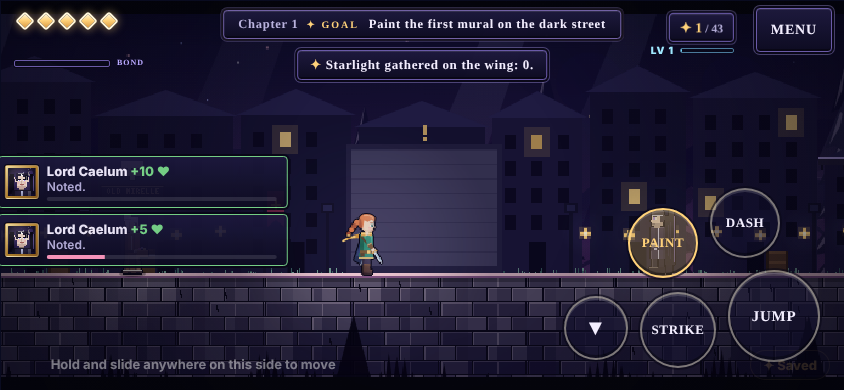 Chapter 1 ✦ GOAL Paint the first mural on the dark street
✦ 1 / 43
MENU
LV 1
BOND
✦ Starlight gathered on the wing: 0.
!
Lord Caelum +10 ♥
Noted.
Lord Caelum +5 ♥
Noted.
DASH
PAINT
JUMP
▼
STRIKE
Hold and slide anywhere on this side to move
✦ Saved